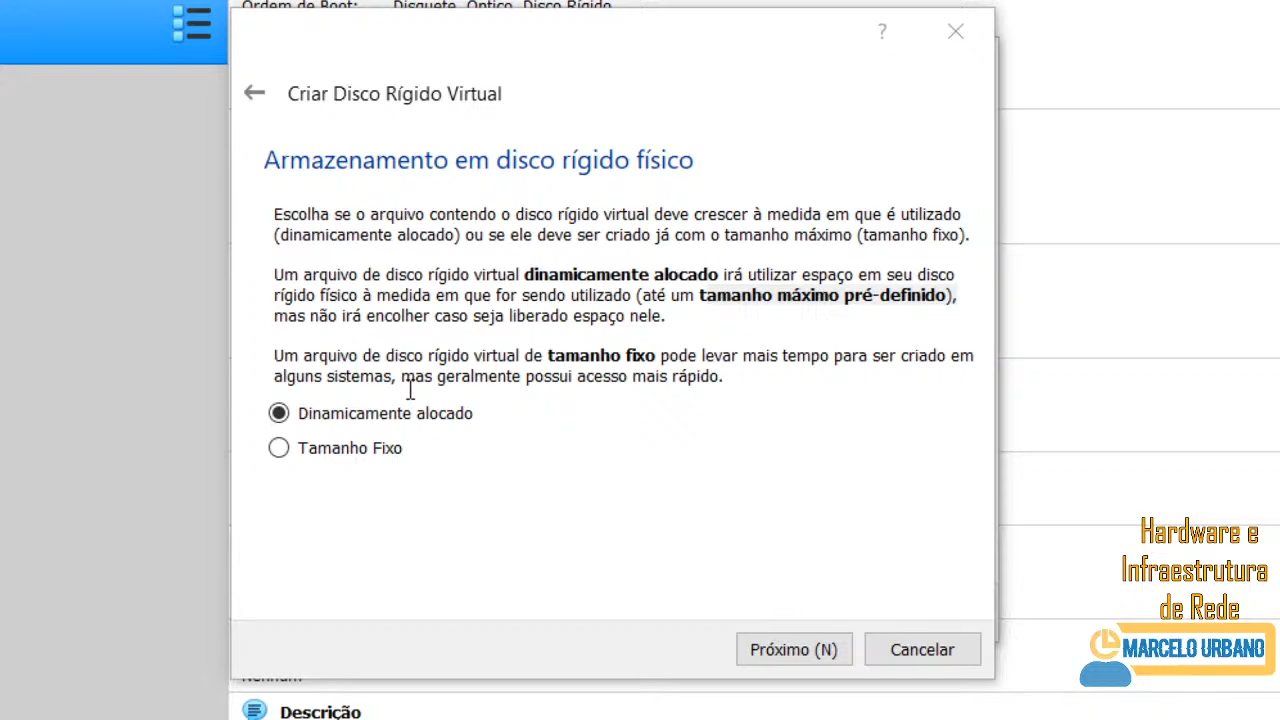 Ordem de Boot: Disquete, Óptico, Disco Rígido
?
Criar Disco Rígido Virtual
Armazenamento em disco rígido físico
Escolha se o arquivo contendo o disco rígido virtual deve crescer à medida em que é utilizado
(dinamicamente alocado) ou se ele deve ser criado já com o tamanho máximo (tamanho fixo).
Um arquivo de disco rígido virtual dinamicamente alocado irá utilizar espaço em seu disco
rígido físico à medida em que for sendo utilizado (até um tamanho máximo pré-definido),
mas não irá encolher caso seja liberado espaço nele.
Um arquivo de disco rígido virtual de tamanho fixo pode levar mais tempo para ser criado em
alguns sistemas, mas geralmente possui acesso mais rápido.
Dinamicamente alocado
Tamanho Fixo
Próximo (N)
Cancelar
Nenhum
Descrição
Hardware e
Infraestrutura
de Rede
MARCELO URBANO